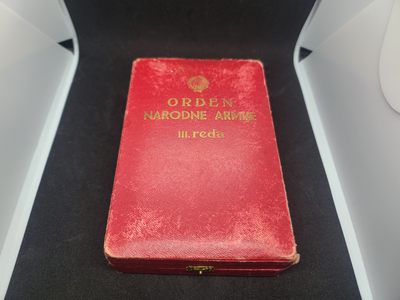 ORDEN
NARODNE ARMIJE
III. reda